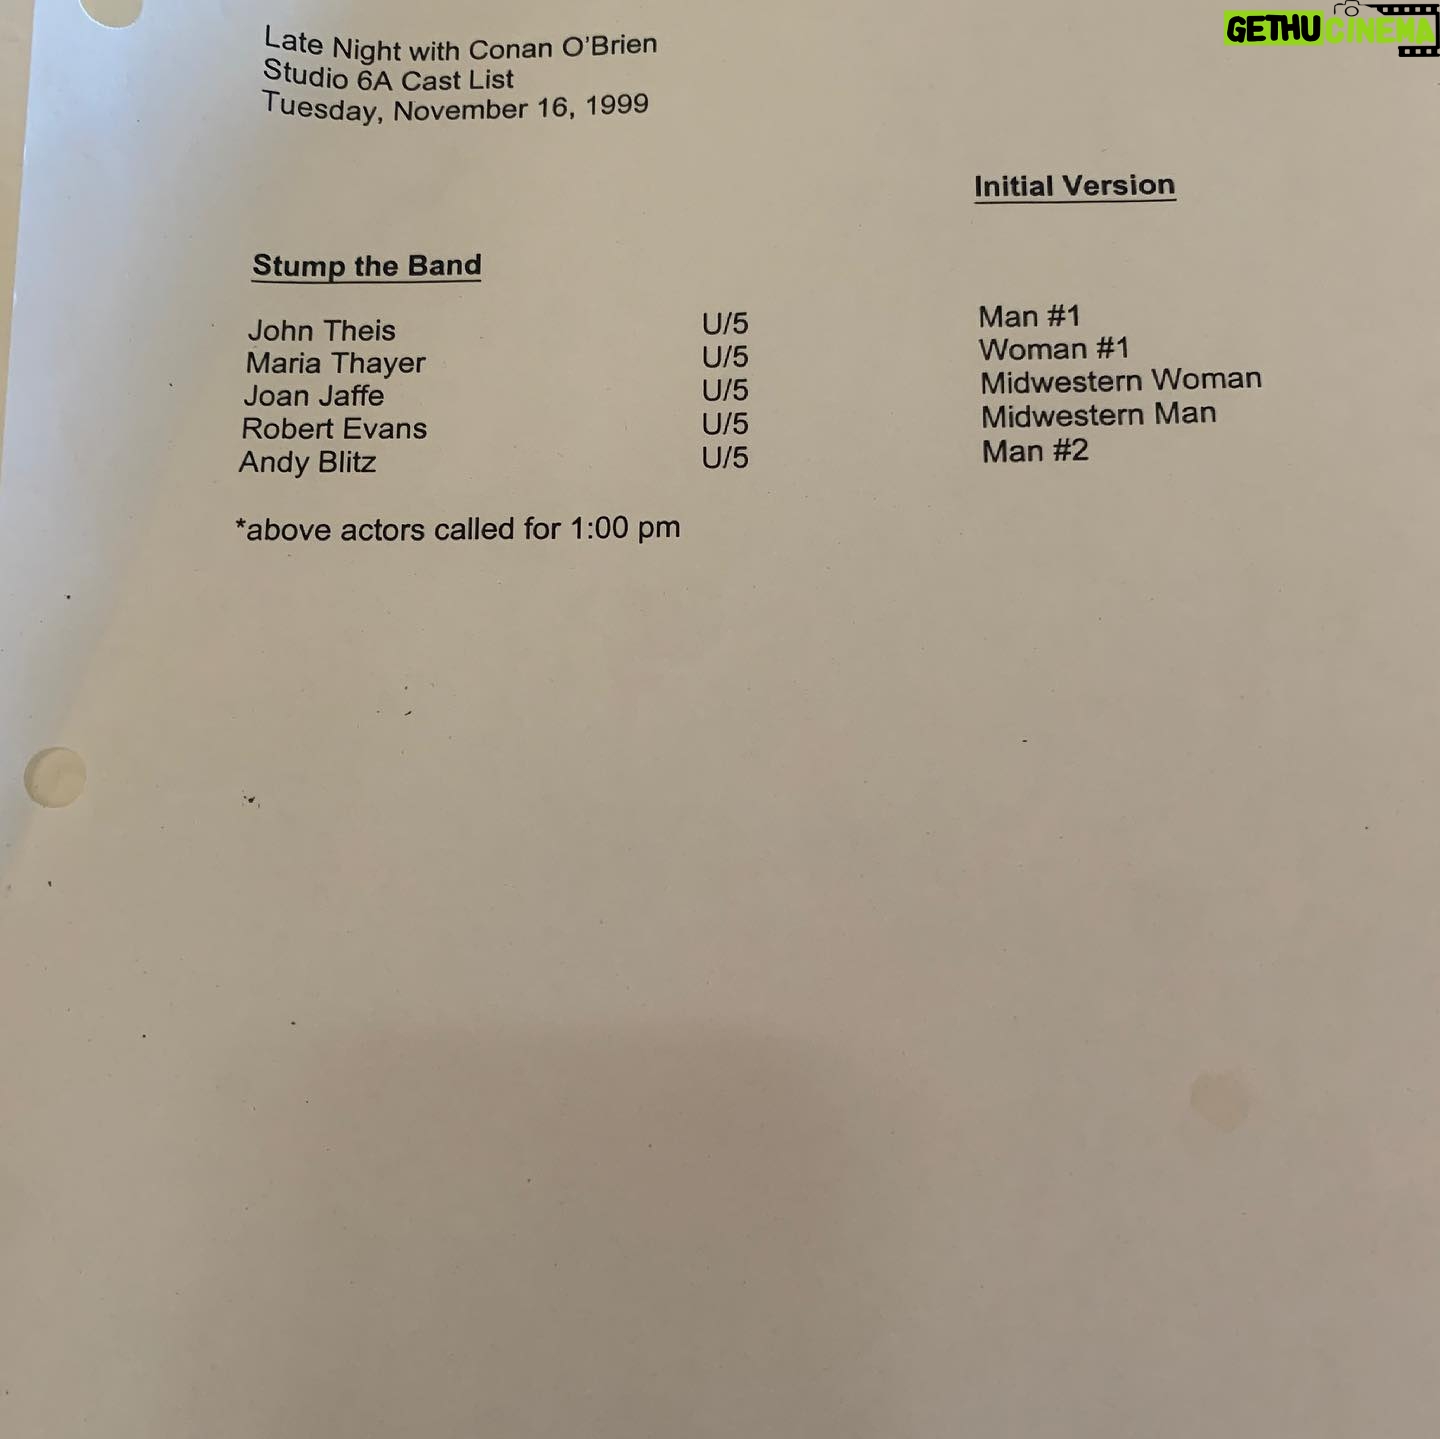 GETHUCINEMA
Late Night with Conan O'Brien
Studio 6A Cast List
Tuesday, November 16, 1999
Initial Version
Stump the Band
John Theis U/5 Man #1
Maria Thayer U/5 Woman #1
Joan Jaffe U/5 Midwestern Woman
Robert Evans U/5 Midwestern Man
Andy Blitz U/5 Man #2
*above actors called for 1:00 pm